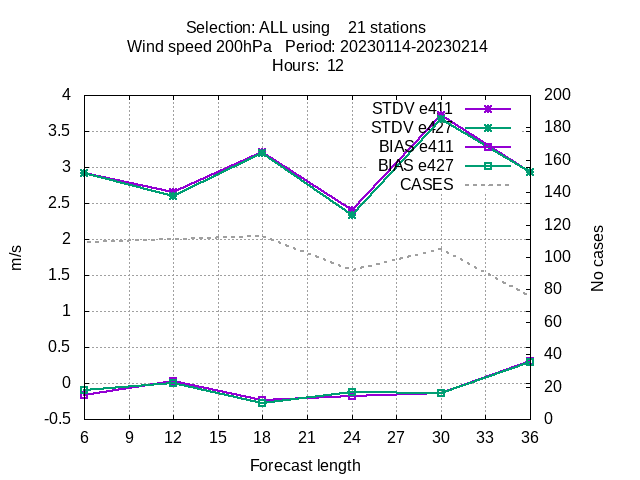 Selection: ALL using 21 stations
Wind speed 200hPa Period: 20230114-20230214
Hours: 12
STDV e411
STDV e427
BIAS e411
BIAS e427
CASES
4
3.5
3
2.5
2
1.5
1
0.5
0
-0.5
200
180
160
140
120
100
80
60
40
20
0
m/s
No cases
6 9 12 15 18 21 24 27 30 33 36
Forecast length